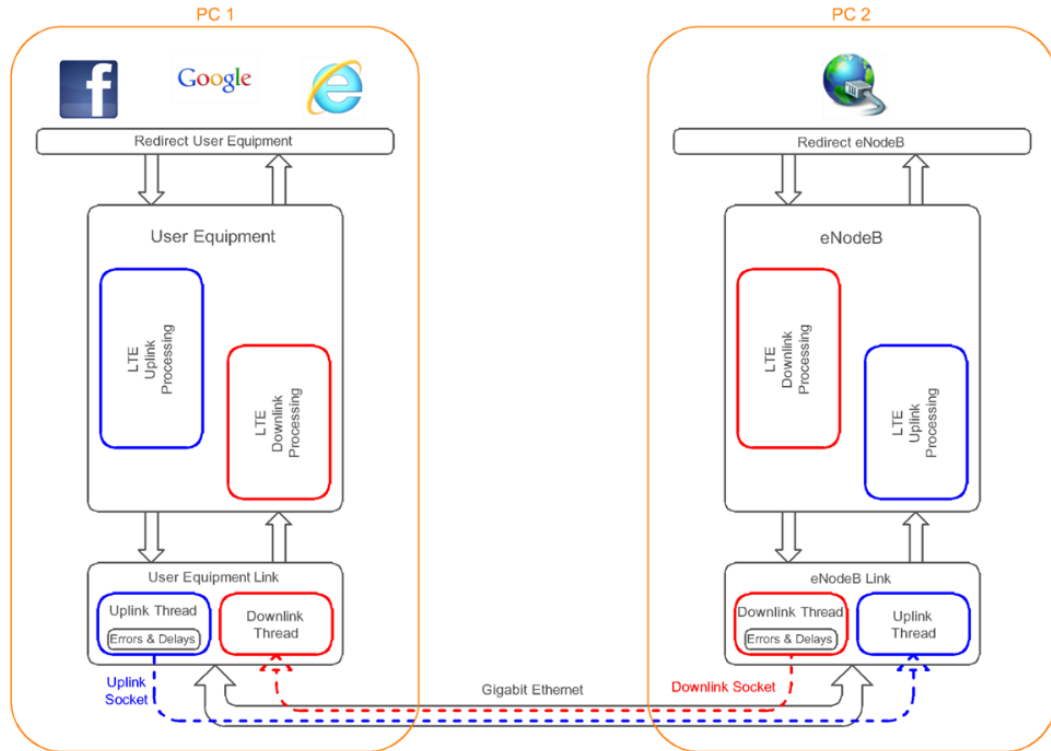 PC 1
PC 2
f
Google
Redirect User Equipment
Redirect eNodeB
User Equipment
eNodeB
LTE
Uplink
Processing
LTE
Downlink
Processing
LTE
Downlink
Processing
LTE
Uplink
Processing
User Equipment Link
eNodeB Link
Uplink Thread
Errors & Delays
Downlink
Thread
Downlink Thread
Errors & Delays
Uplink
Thread
Uplink
Socket
Gigabit Ethernet
Downlink Socket